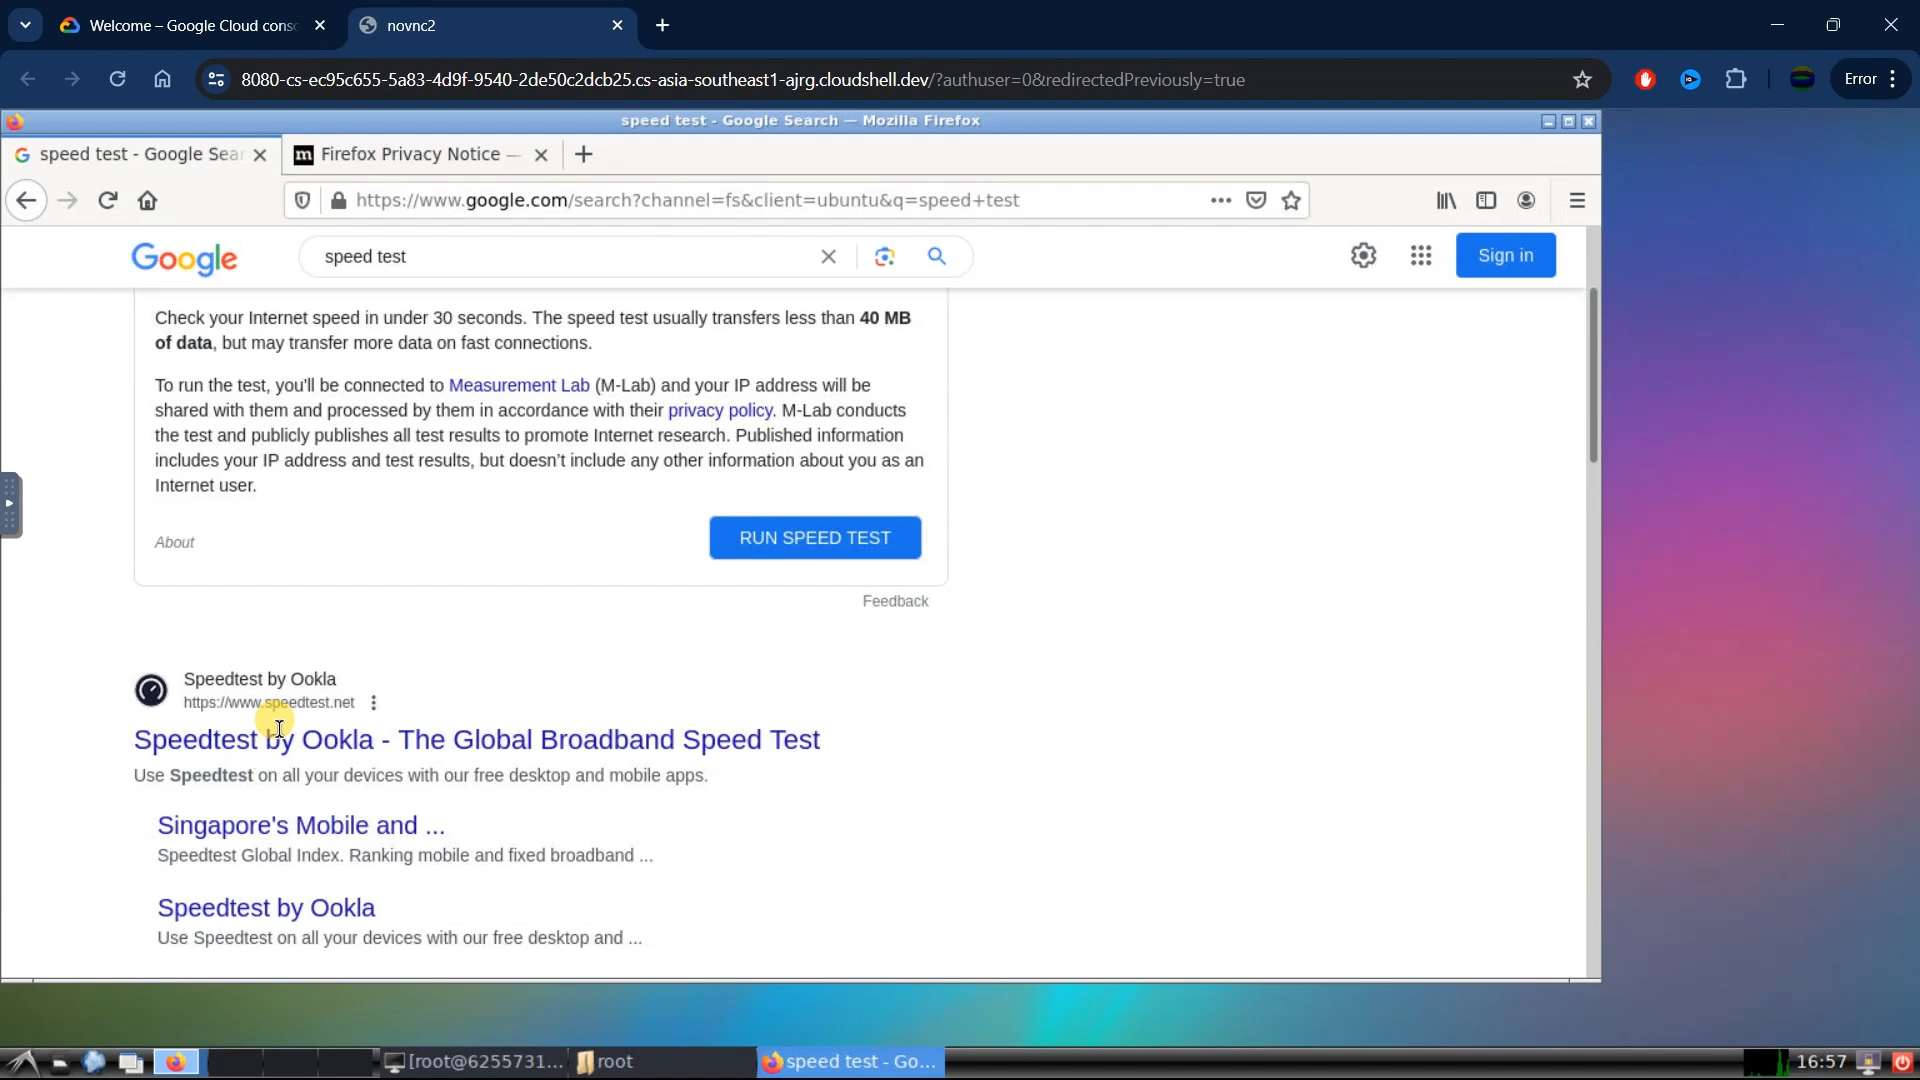 Welcome – Google Cloud cons
novnc2
8080-cs-ec95c655-5a83-4d9f-9540-2de50c2dcb25.cs-asia-southeast1-ajrg.cloudshell.dev/?authuser=0&redirectedPreviously=true
Error
speed test - Google Search — Mozilla Firefox
speed test - Google Sear
Firefox Privacy Notice —
https://www.google.com/search?channel=fs&client=ubuntu&q=speed+test
Google
speed test
Sign in
Check your Internet speed in under 30 seconds. The speed test usually transfers less than 40 MB
of data, but may transfer more data on fast connections.
To run the test, you'll be connected to Measurement Lab (M-Lab) and your IP address will be
shared with them and processed by them in accordance with their privacy policy. M-Lab conducts
the test and publicly publishes all test results to promote Internet research. Published information
includes your IP address and test results, but doesn't include any other information about you as an
Internet user.
About
RUN SPEED TEST
Feedback
Speedtest by Ookla
https://www.speedtest.net
Speedtest by Ookla - The Global Broadband Speed Test
Use Speedtest on all your devices with our free desktop and mobile apps.
Singapore's Mobile and ...
Speedtest Global Index. Ranking mobile and fixed broadband ...
Speedtest by Ookla
Use Speedtest on all your devices with our free desktop and ...
[root@6255731...
root
speed test - Go...
16:57